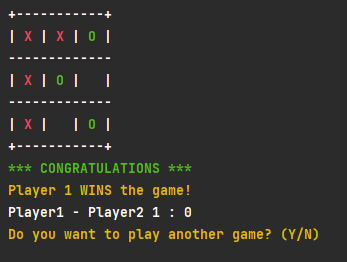 +-----------+
| X | X | O |
-------------
| X | O |   |
-------------
| X |   | O |
+-----------+
*** CONGRATULATIONS ***
Player 1 WINS the game!
Player1 - Player2 1 : 0
Do you want to play another game? (Y/N)